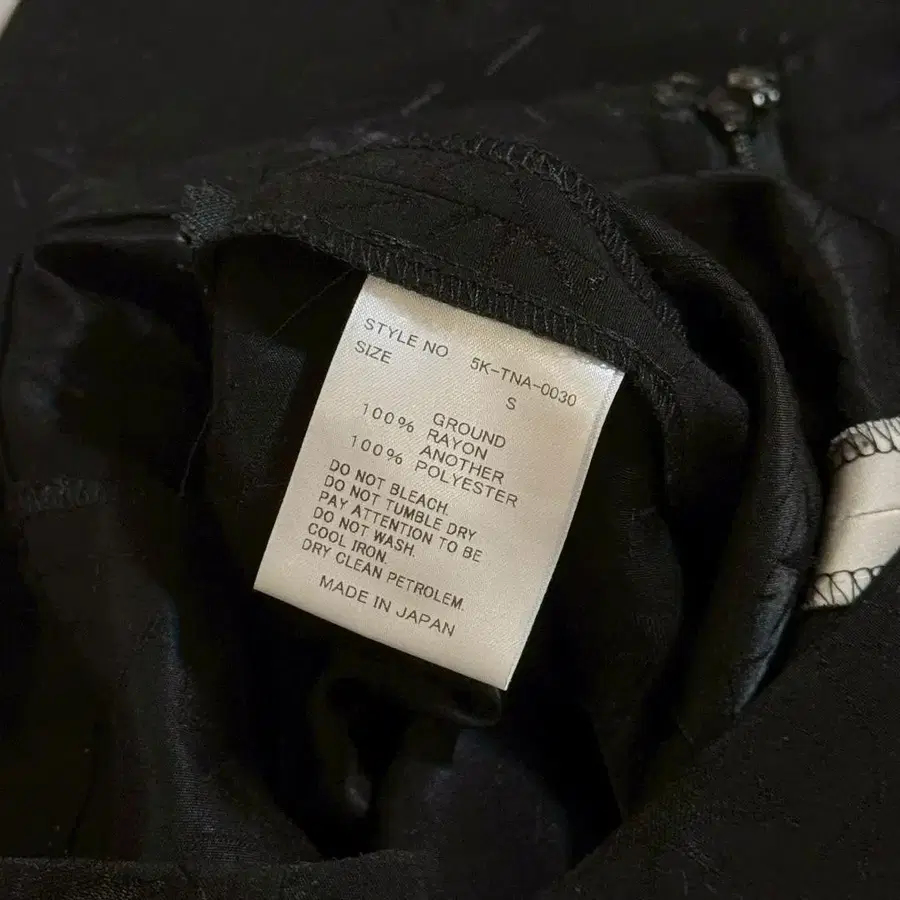 STYLE NO 5K-TNA-0030
SIZE S
GROUND
100% RAYON
ANOTHER
100% POLYESTER
DO NOT BLEACH.
DO NOT TUMBLE DRY
PAY ATTENTION TO BE
DO NOT WASH.
COOL IRON.
DRY CLEAN PETROLEM.
MADE IN JAPAN